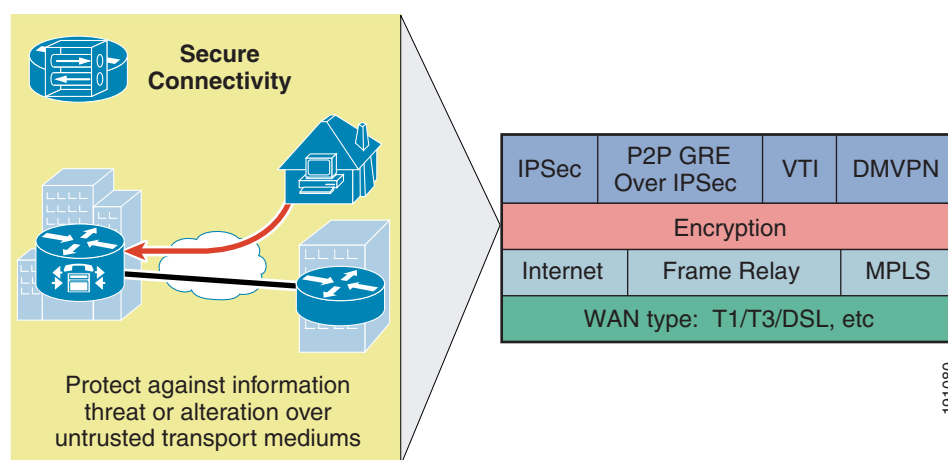 Secure
Connectivity
Protect against information
threat or alteration over
untrusted transport mediums
IPSec
P2P GRE
Over IPSec
VTI
DMVPN
Encryption
Internet
Frame Relay
MPLS
WAN type: T1/T3/DSL, etc